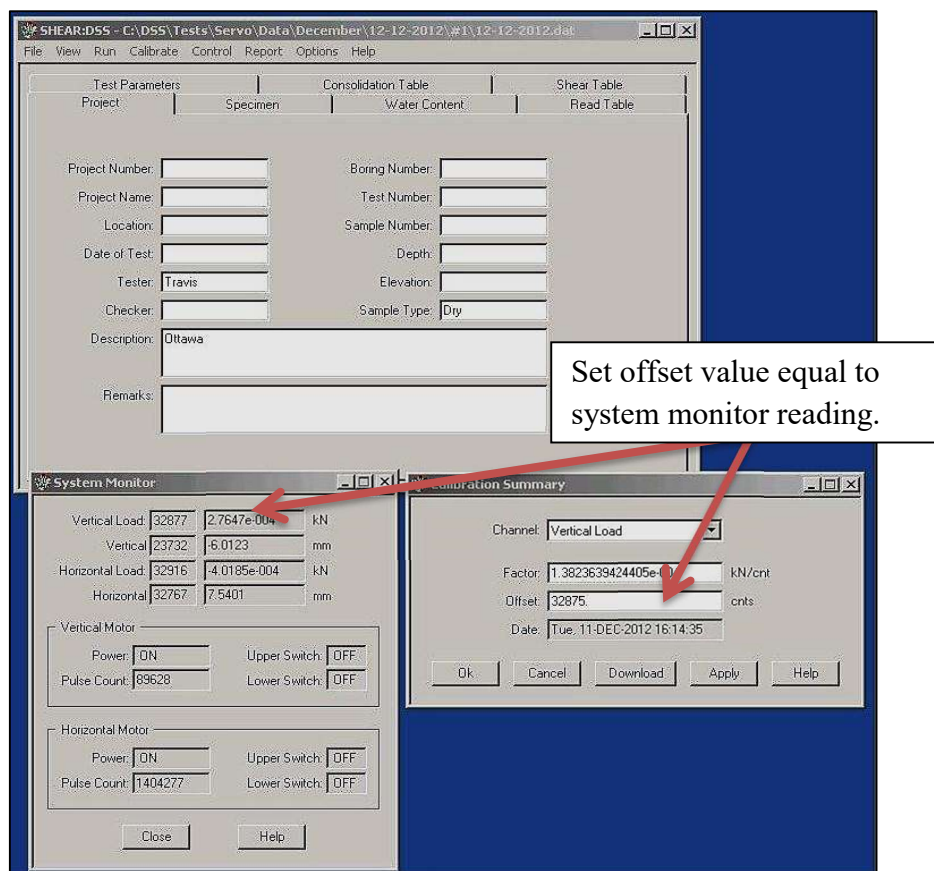 SHEAR:DSS - C:\DSS\Tests\Servo\Data\December\12-12-2012\#1\12-12-2012.dat
File View Run Calibrate Control Report Options Help
Test Parameters Consolidation Table Shear Table
Project Specimen Water Content Read Table
Project Number: Boring Number:
Project Name: Test Number:
Location: Sample Number:
Date of Test: Depth:
Tester: Travis Elevation:
Checker: Sample Type: Dry
Description: Ottawa
Remarks:
Set offset value equal to
system monitor reading.
System Monitor
Vertical Load: 32877 2.7647e-004 kN
Vertical 23732 -6.0123 mm
Horizontal Load: 32916 -4.0185e-004 kN
Horizontal 32767 7.5401 mm
Vertical Motor
Power: ON Upper Switch: OFF
Pulse Count: 89628 Lower Switch: OFF
Horizontal Motor
Power: ON Upper Switch: OFF
Pulse Count: 1404277 Lower Switch: OFF
Close Help
Calibration Summary
Channel: Vertical Load
Factor: kN/cnt
Offset: 32875. cnts
Date: Tue, 11-DEC-2012 16:14:35
Ok Cancel Download Apply Help